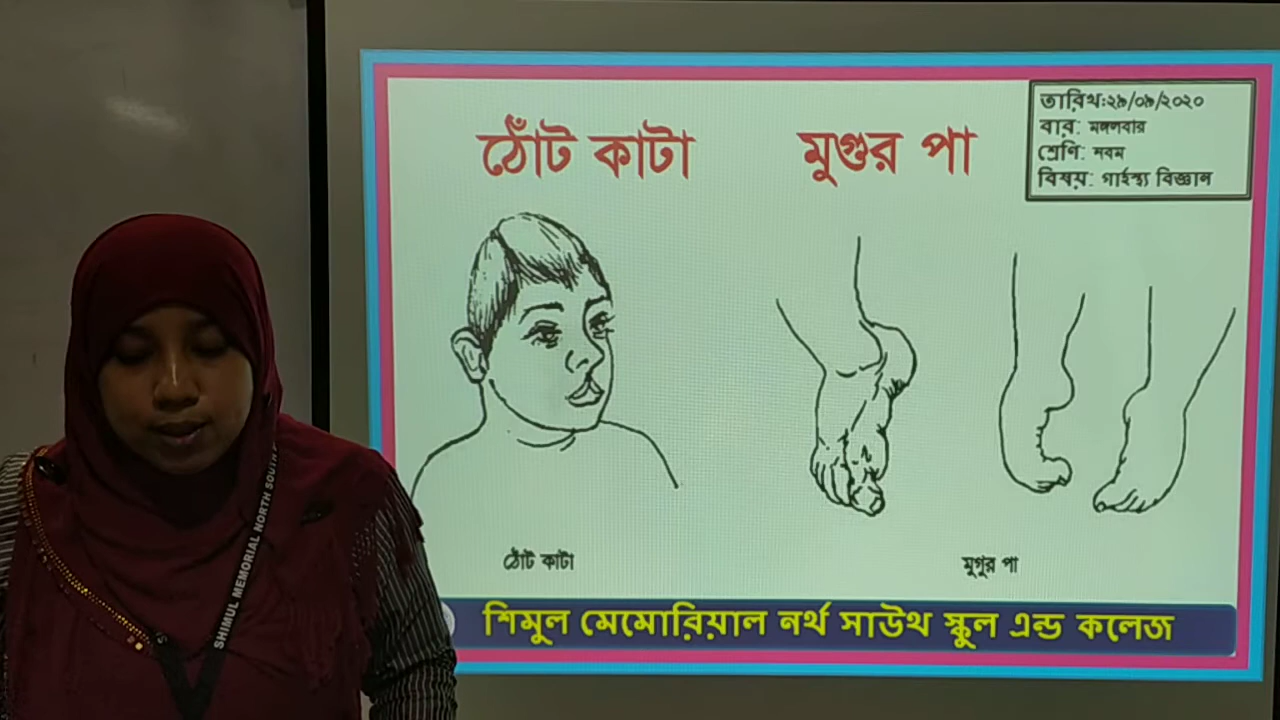 ঠোঁট কাটা
মুগুর পা
তারিখ:২৯/০৯/২০২০
বার: মঙ্গলবার
শ্রেণি: নবম
বিষয়: গার্হস্থ্য বিজ্ঞান
ঠোঁট কাটা
মুগুর পা
শিমুল মেমোরিয়াল নর্থ সাউথ স্কুল এন্ড কলেজ
SHIMUL MEMORIAL NORTH SOUTH